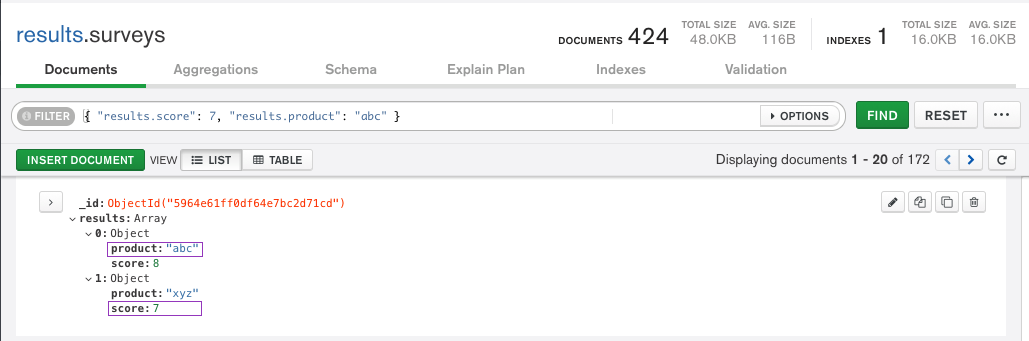 results.surveys
DOCUMENTS 424 TOTAL SIZE 48.0KB AVG. SIZE 116B INDEXES 1 TOTAL SIZE 16.0KB AVG. SIZE 16.0KB
Documents Aggregations Schema Explain Plan Indexes Validation
FILTER { "results.score": 7, "results.product": "abc" } OPTIONS FIND RESET ...
INSERT DOCUMENT VIEW LIST TABLE Displaying documents 1 - 20 of 172 < > C
_id: ObjectId("5964e61ff0df64e7bc2d71cd")
results: Array
0: Object
product: "abc"
score: 8
1: Object
product: "xyz"
score: 7